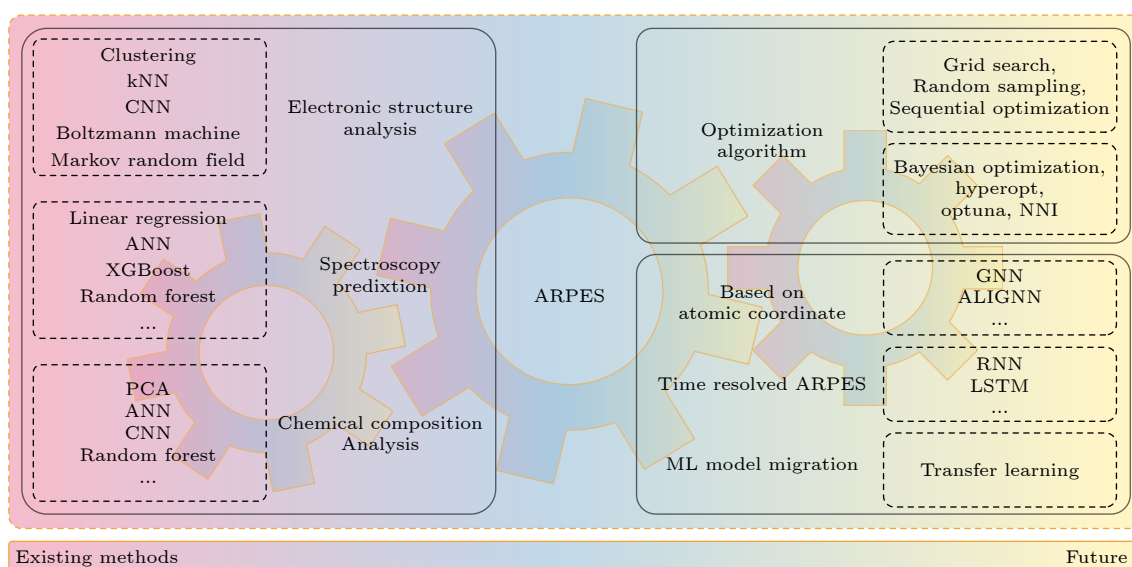 Clustering
kNN
CNN
Boltzmann machine
Markov random field
Electronic structure
analysis
Linear regression
ANN
XGBoost
Random forest
...
Spectroscopy
predixtion
PCA
ANN
CNN
Random forest
...
Chemical composition
Analysis
ARPES
Optimization
algorithm
Grid search,
Random sampling,
Sequential optimization
Bayesian optimization,
hyperopt,
optuna, NNI
Based on
atomic coordinate
GNN
ALIGNN
...
Time resolved ARPES
RNN
LSTM
...
ML model migration
Transfer learning
Existing methods
Future